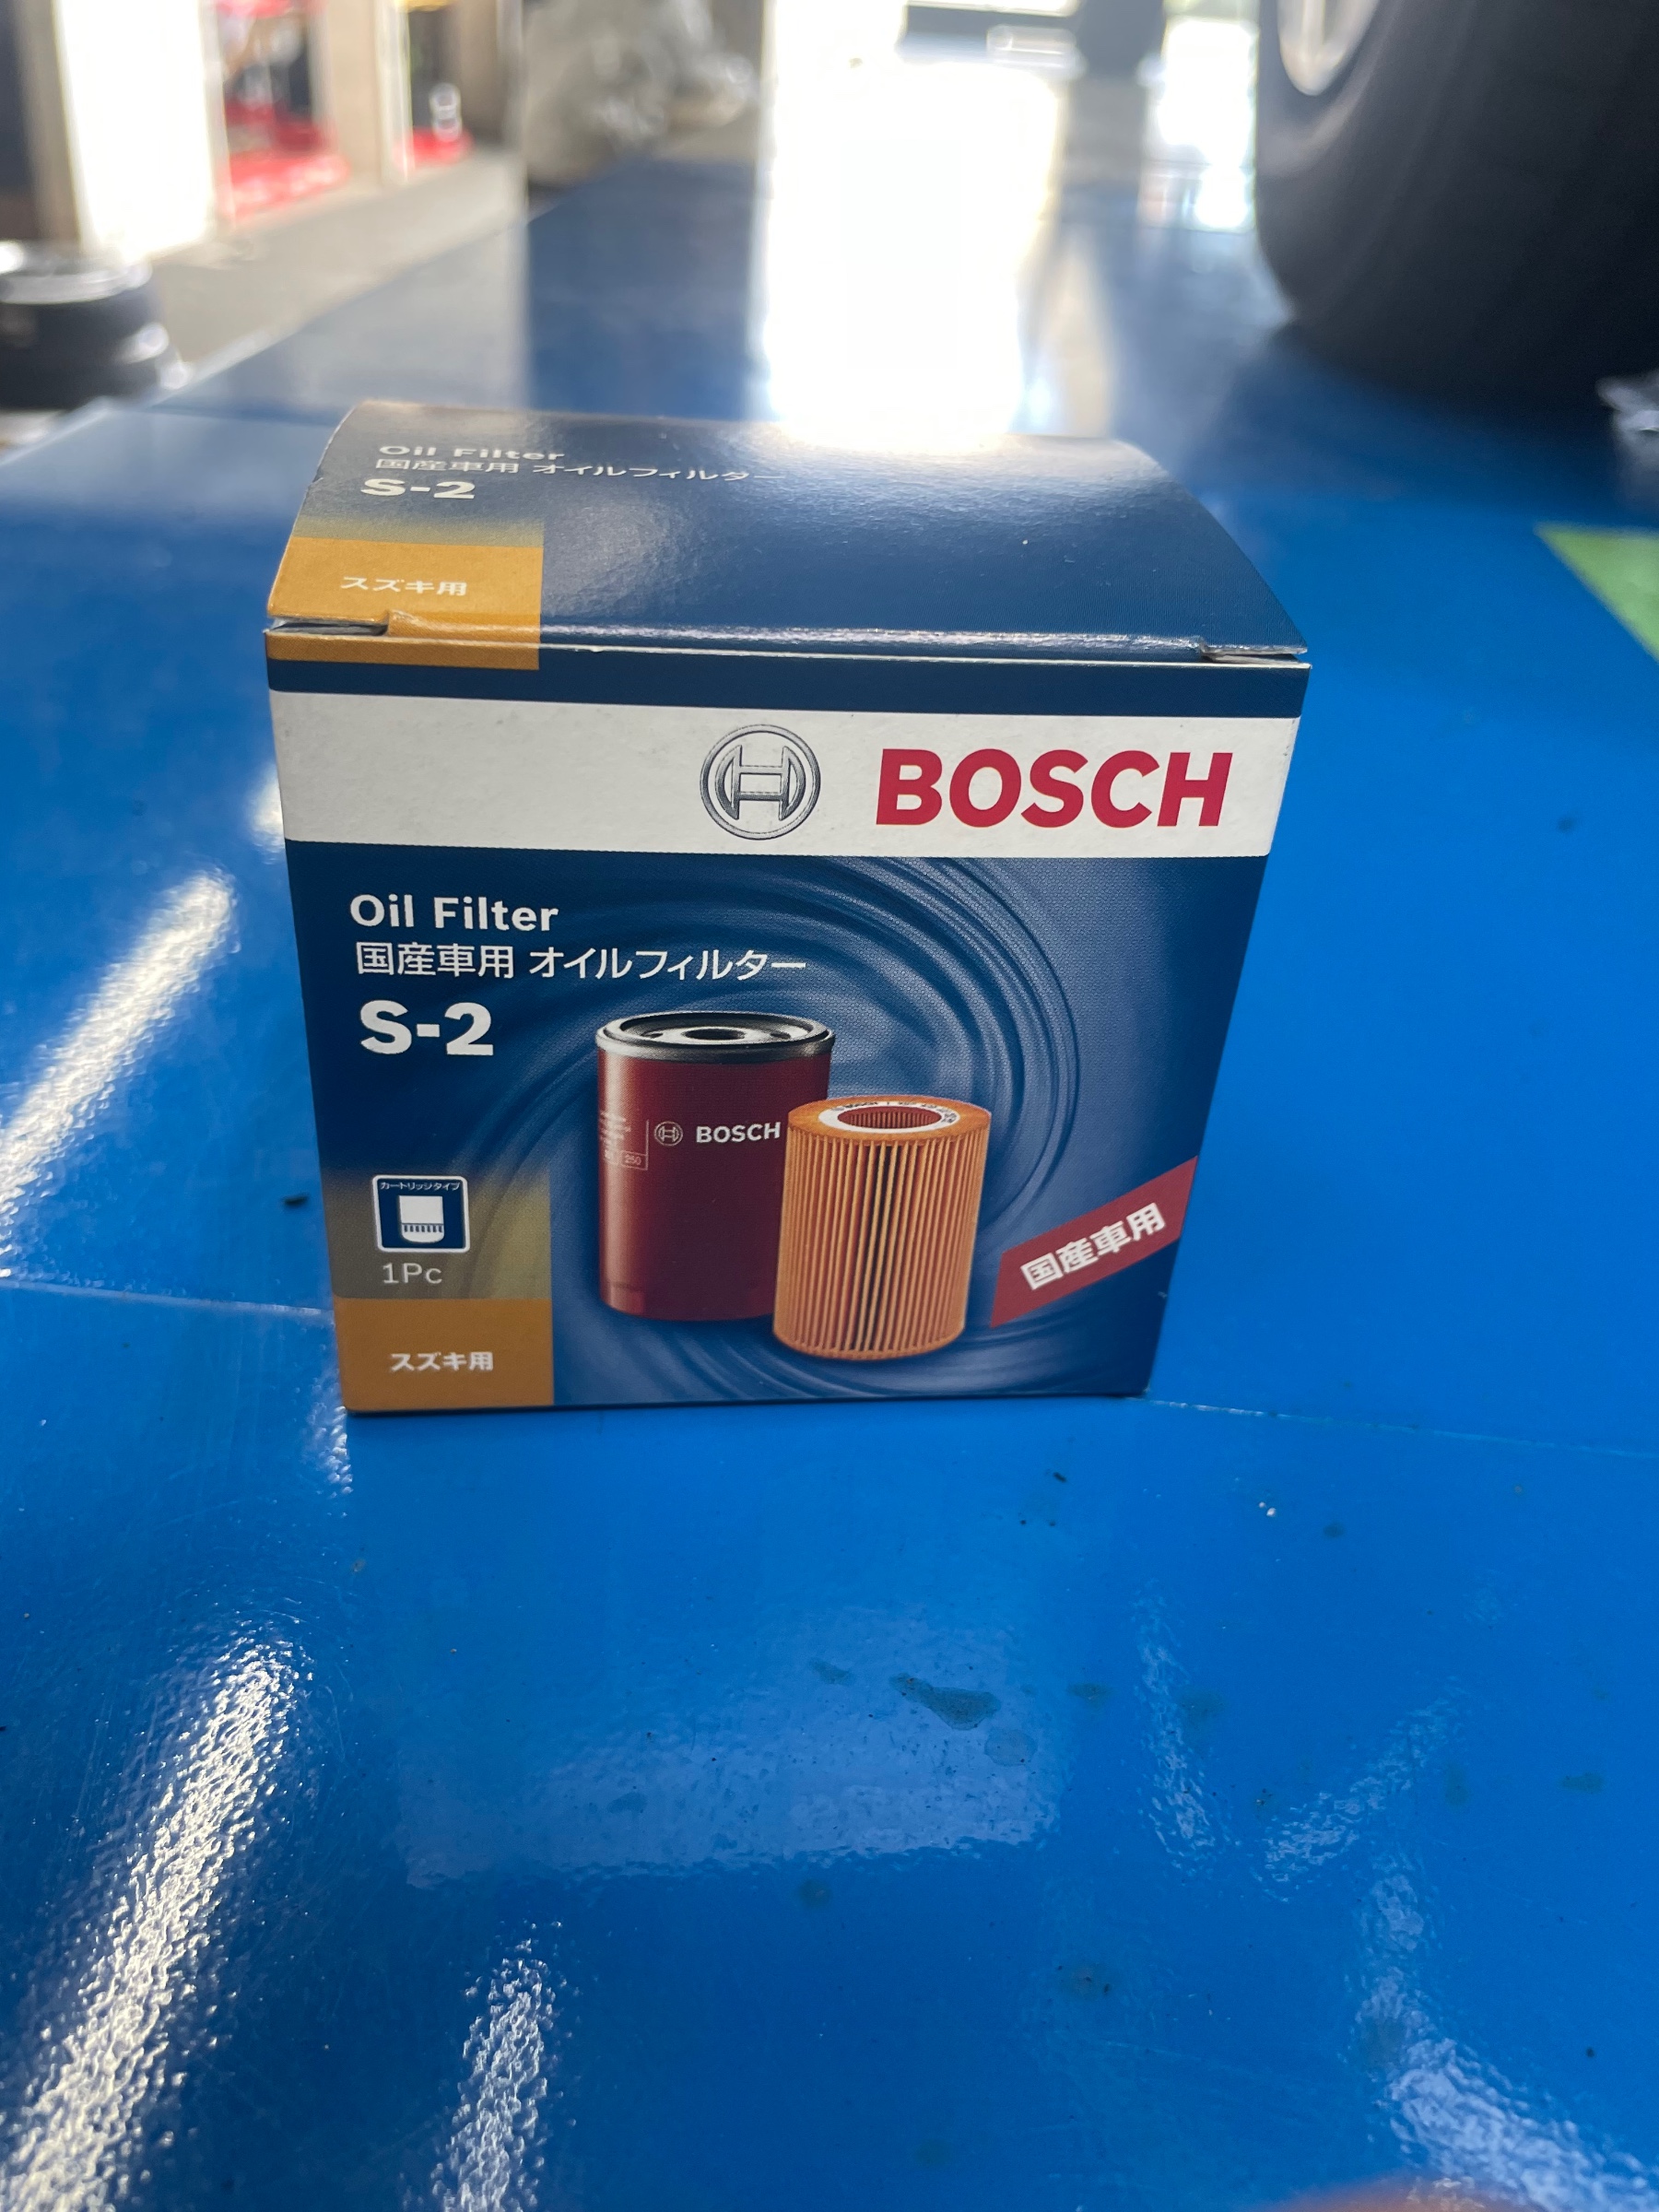 Oil Filter
国産車用 オイルフィルター
S-2
スズキ用
BOSCH
Oil Filter
国産車用 オイルフィルター
S-2
BOSCH
250
カートリッジタイプ
1Pc
国産車用
スズキ用